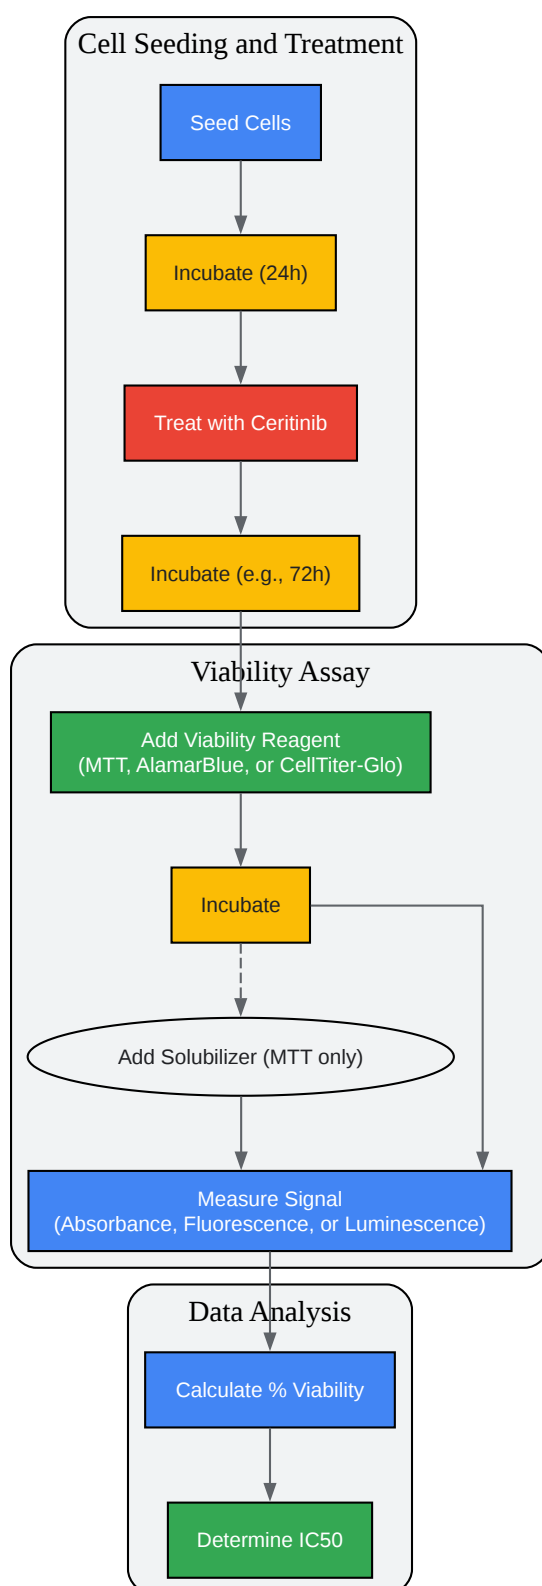 Cell Seeding and Treatment
Seed Cells
Incubate (24h)
Treat with Ceritinib
Incubate (e.g., 72h)
Viability Assay
Add Viability Reagent
(MTT, AlamarBlue, or CellTiter-Glo)
Incubate
Add Solubilizer (MTT only)
Measure Signal
(Absorbance, Fluorescence, or Luminescence)
Data Analysis
Calculate % Viability
Determine IC50